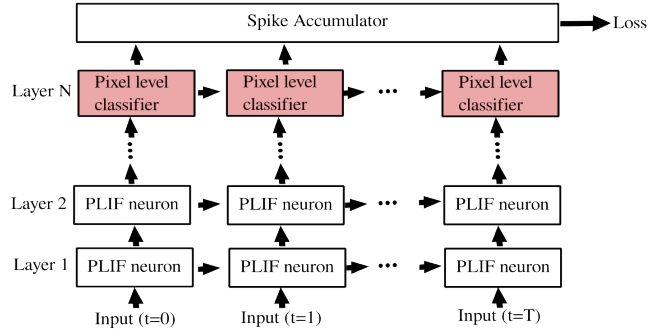 Spike Accumulator
Loss
Layer N
Pixel level classifier
Pixel level classifier
...
Pixel level classifier
Layer 2
PLIF neuron
PLIF neuron
...
PLIF neuron
Layer 1
PLIF neuron
PLIF neuron
...
PLIF neuron
Input (t=0)
Input (t=1)
Input (t=T)